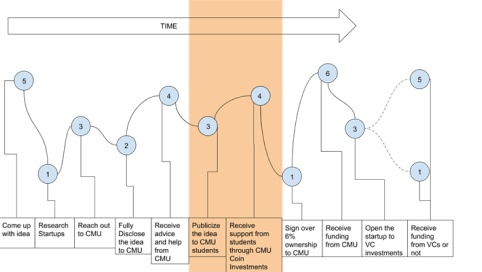 TIME
5
1
3
2
4
3
4
1
6
3
5
1
Come up
with idea
Research
Startups
Reach out
to CMU
Fully
Disclose
the idea
to CMU
Receive
advice
and help
from
CMU
Publicize
the idea
to CMU
students
Receive
support from
students
through CMU
Coin
Investments
Sign over
6%
ownership
to CMU
Receive
funding
from CMU
Open the
startup to
VC
investments
Receive
funding
from VCs or
not